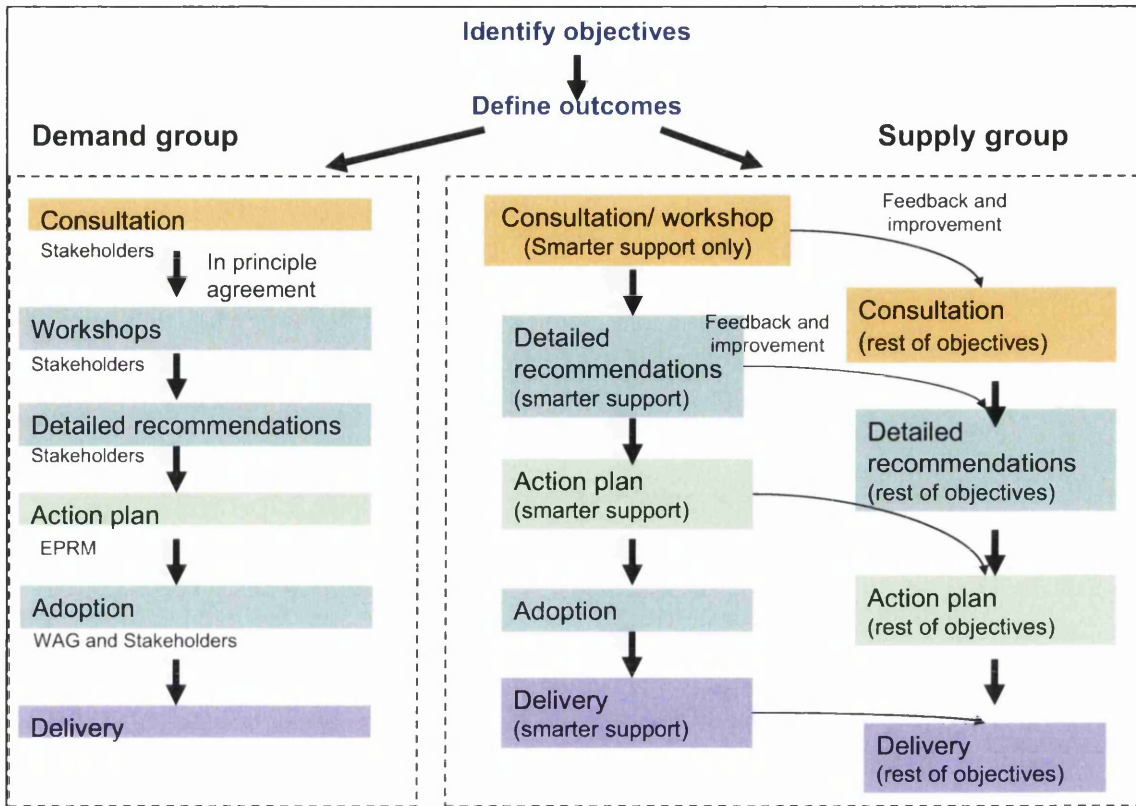 Identify objectives
Define outcomes
Demand group
Consultation
Stakeholders
In principle
agreement
Workshops
Stakeholders
Detailed recommendations
Stakeholders
Action plan
EPRM
Adoption
WAG and Stakeholders
Delivery
Supply group
Consultation/ workshop
(Smarter support only)
Feedback and
improvement
Detailed
recommendations
(smarter support)
Feedback and
improvement
Consultation
(rest of objectives)
Action plan
(smarter support)
Detailed
recommendations
(rest of objectives)
Adoption
Action plan
(rest of objectives)
Delivery
(smarter support)
Delivery
(rest of objectives)